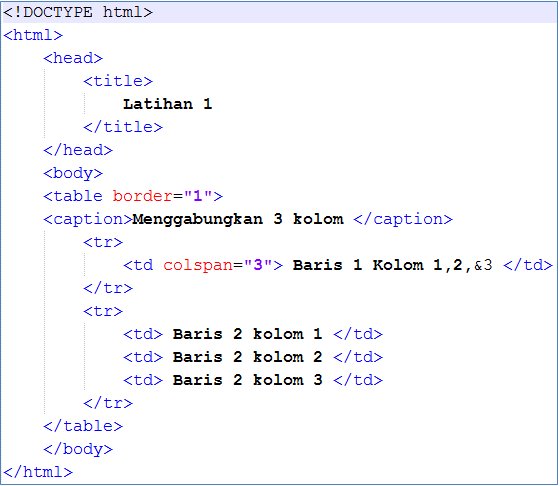 <!DOCTYPE html>
<html>
<head>
<title>
Latihan 1
</title>
</head>
<body>
<table border="1">
<caption>Menggabungkan 3 kolom </caption>
<tr>
<td colspan="3"> Baris 1 Kolom 1,2,&3 </td>
</tr>
<tr>
<td> Baris 2 kolom 1 </td>
<td> Baris 2 kolom 2 </td>
<td> Baris 2 kolom 3 </td>
</tr>
</table>
</body>
</html>